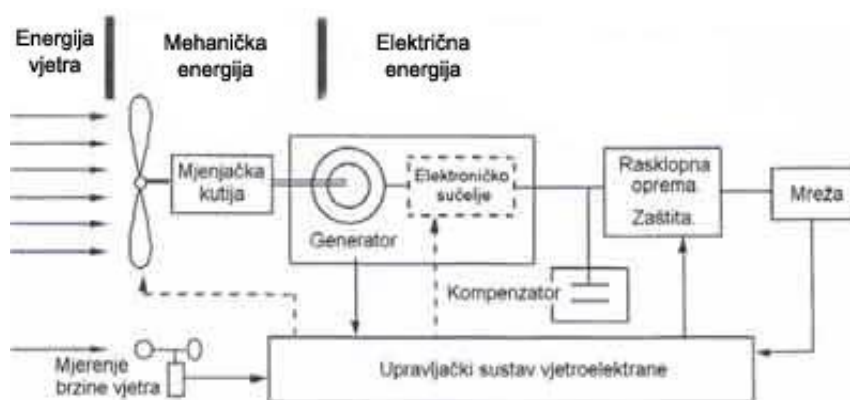 Energija
vjetra
Mehanička
energija
Električna
energija
Mjenjačka
kutija
Generator
Elektroničko
sučelje
Kompenzator
Rasklopna
oprema
Zaštita
Mreža
Mjerenje
brzine vjetra
Upravljački sustav vjetroelektrane